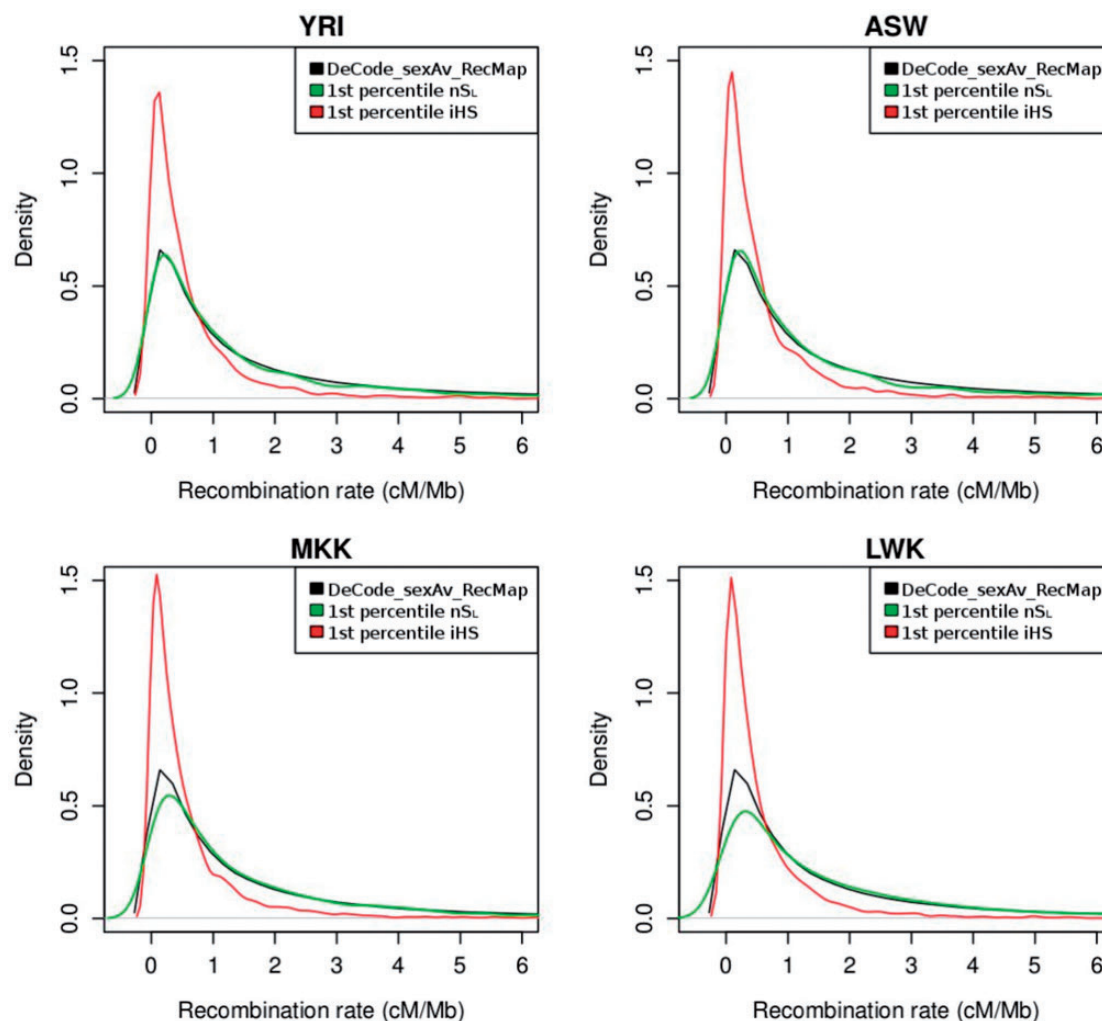 YRI
DeCode_sexAv_RecMap
1st percentile nSL
1st percentile iHS
Density
0.0 0.5 1.0 1.5
0 1 2 3 4 5 6
Recombination rate (cM/Mb)
ASW
DeCode_sexAv_RecMap
1st percentile nSL
1st percentile iHS
Density
0.0 0.5 1.0 1.5
0 1 2 3 4 5 6
Recombination rate (cM/Mb)
MKK
DeCode_sexAv_RecMap
1st percentile nSL
1st percentile iHS
Density
0.0 0.5 1.0 1.5
0 1 2 3 4 5 6
Recombination rate (cM/Mb)
LWK
DeCode_sexAv_RecMap
1st percentile nSL
1st percentile iHS
Density
0.0 0.5 1.0 1.5
0 1 2 3 4 5 6
Recombination rate (cM/Mb)